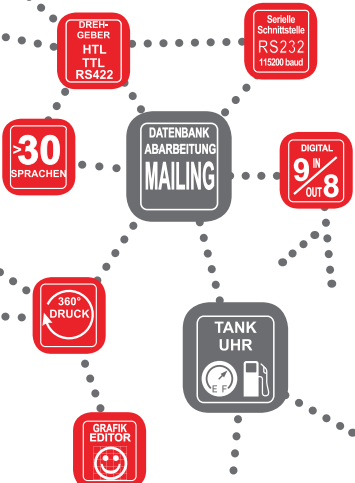 DREH-
GEBER
HTL
TTL
RS422
Serielle
Schnittstelle
RS232
115200 baud
>30
SPRACHEN
DATENBANK
ABARBEITUNG
MAILING
DIGITAL
9 IN
OUT 8
360°
DRUCK
TANK
UHR
E F
GRAFIK
EDITOR